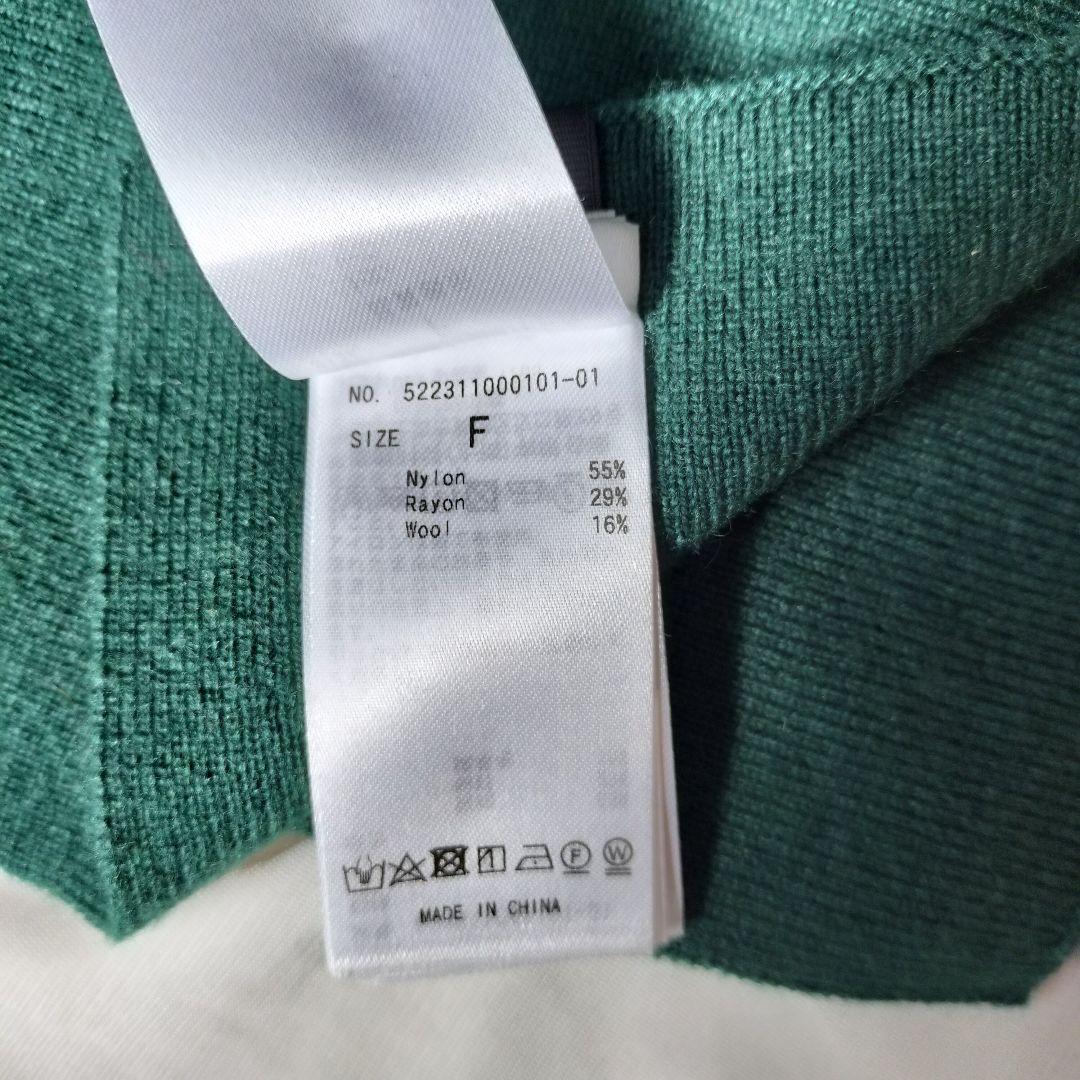 NO. 522311000101-01
SIZE F
Nylon 55%
Rayon 29%
Wool 16%
F W
MADE IN CHINA